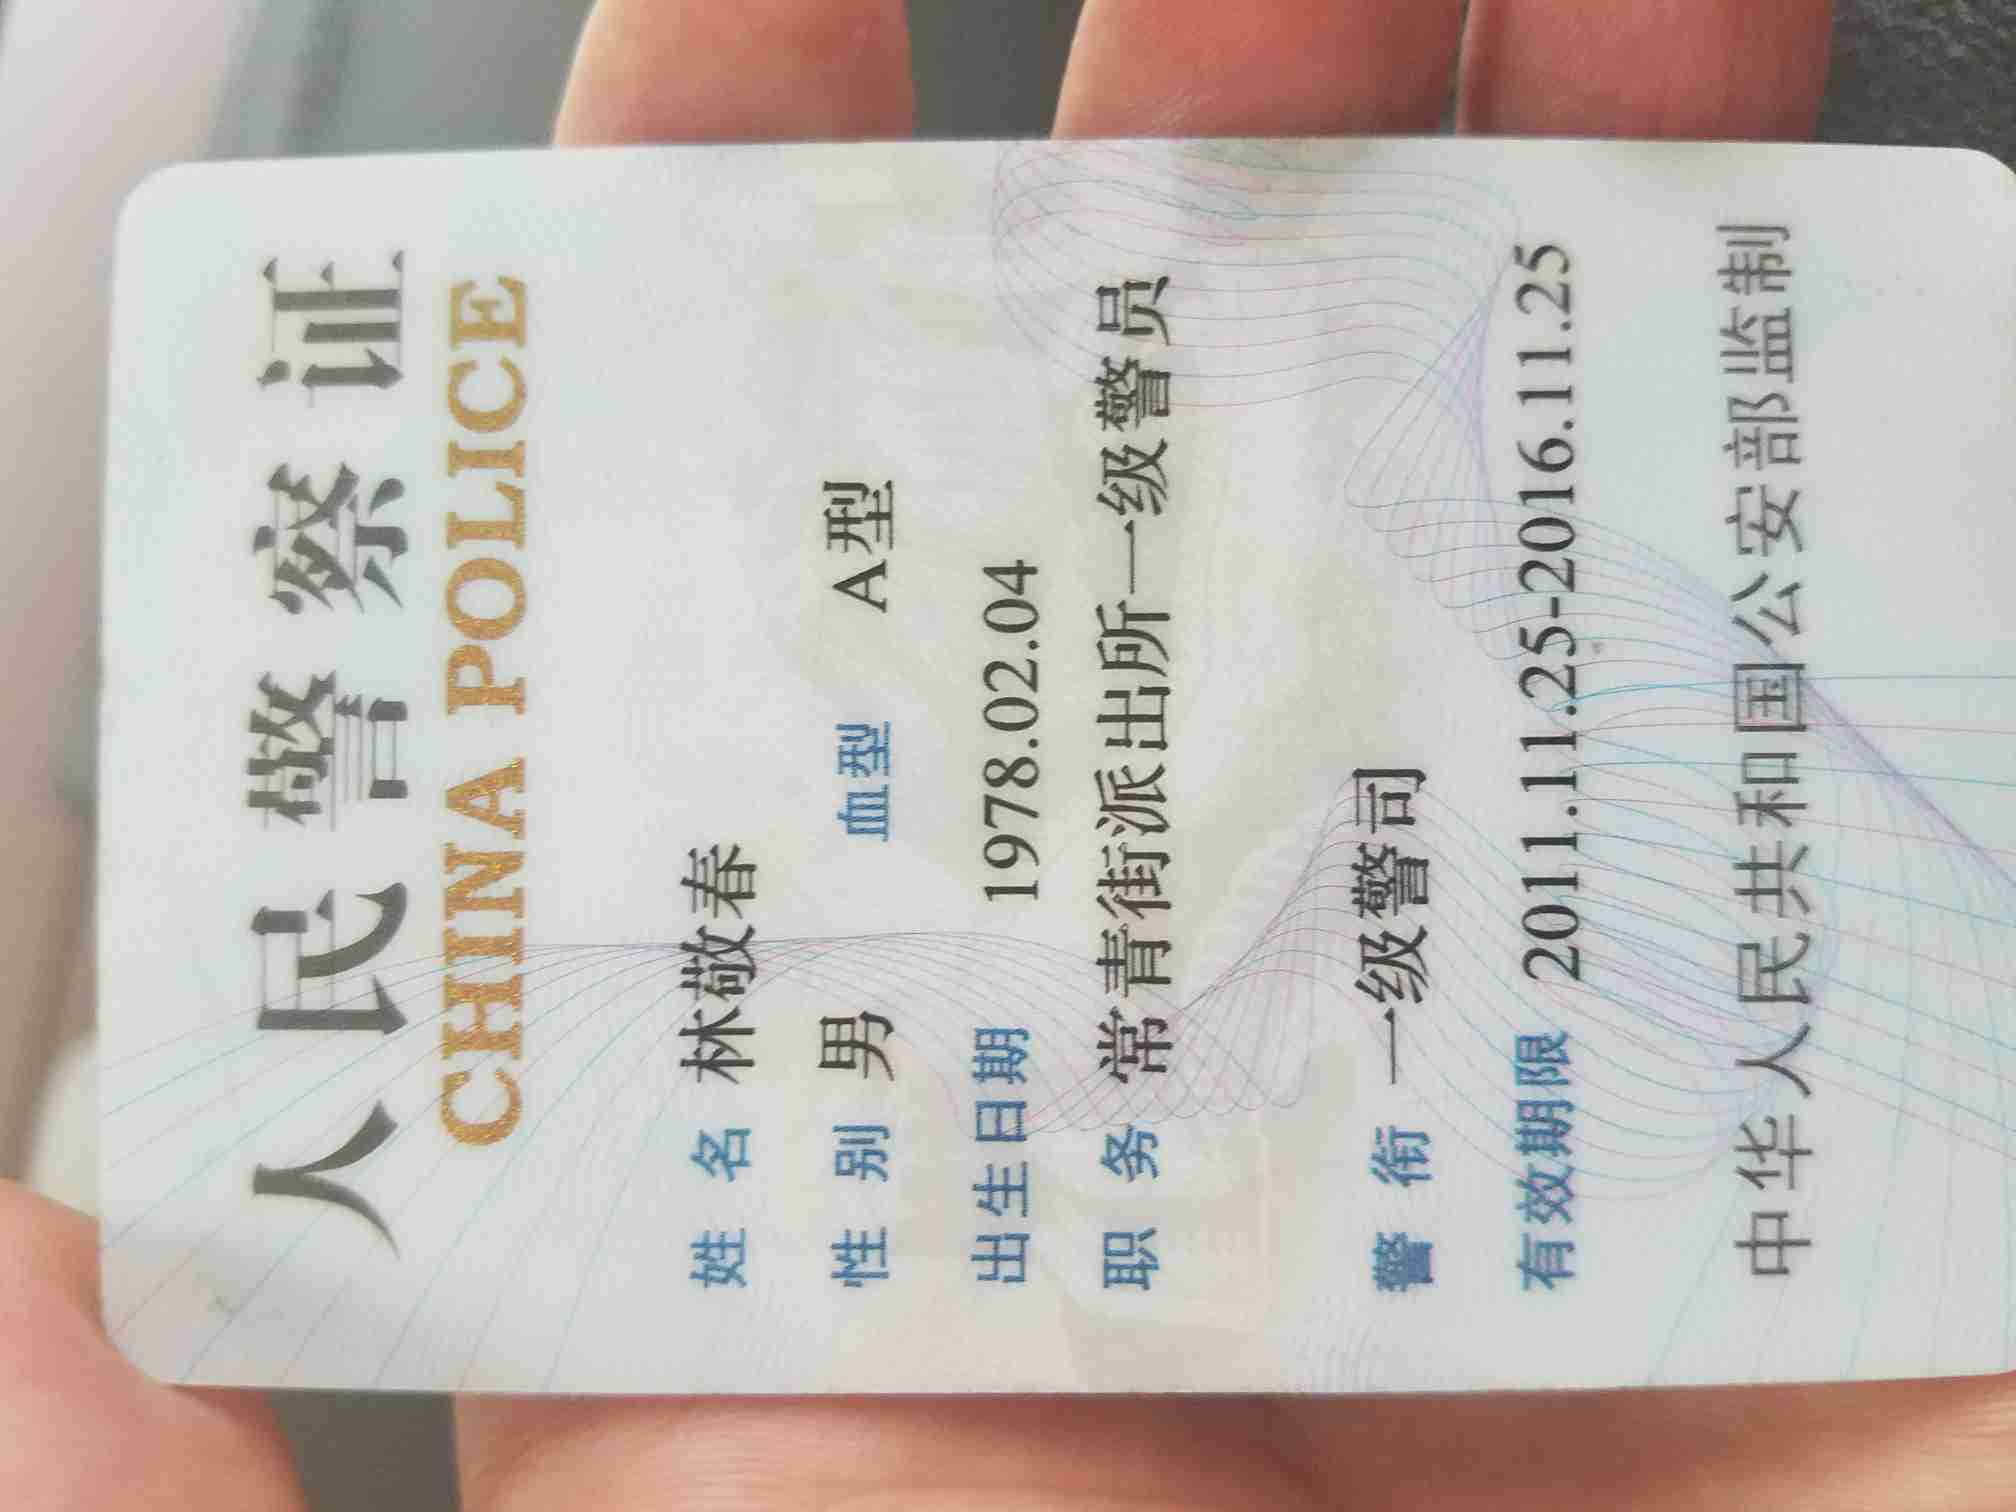 人民警察证
CHINA POLICE
姓 名 林敬春
性 别 男 血型 A型
出生日期 1978.02.04
职 务 常青街派出所一级警员
警 衔 一级警司
有效期限 2011.11.25-2016.11.25
中华人民共和国公安部监制